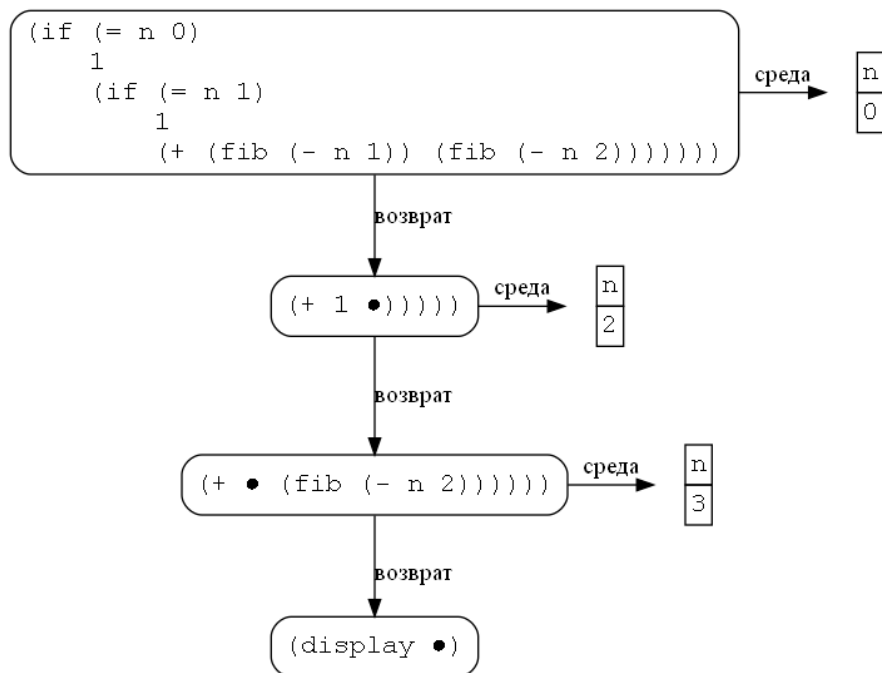 (if (= n 0)
    1
    (if (= n 1)
        1
        (+ (fib (- n 1)) (fib (- n 2)))))))
среда
n
0
возврат
(+ 1 ●)))))
среда
n
2
возврат
(+ ● (fib (- n 2))))))
среда
n
3
возврат
(display ●)